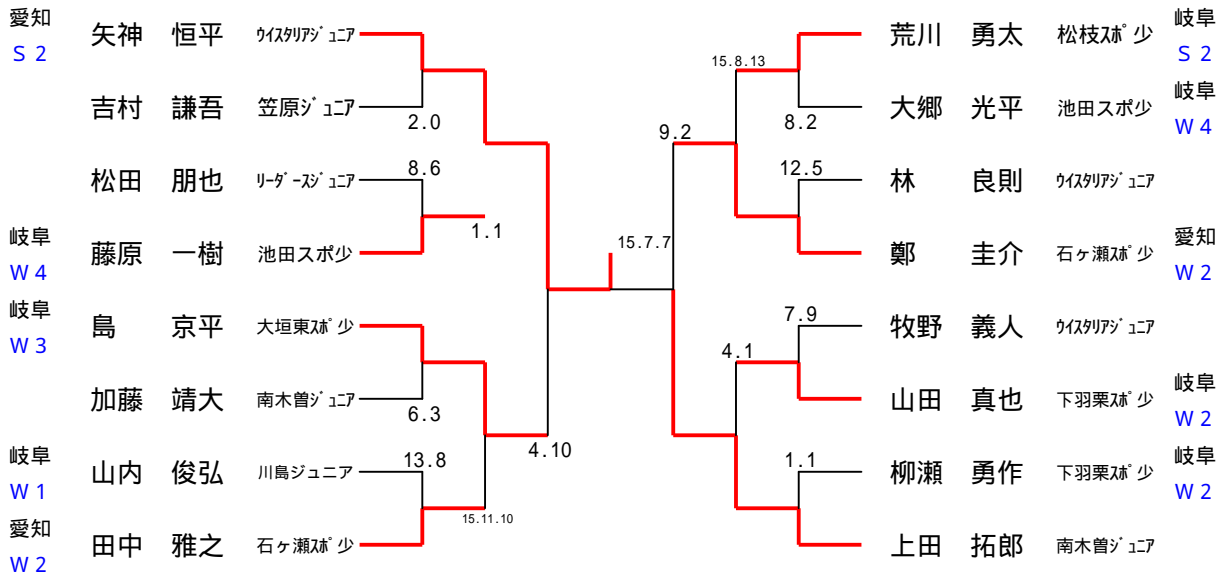 愛知
S 2
矢神 恒平 ウイスタリアジュニア
吉村 謙吾 笠原ジュニア
2.0
松田 朋也 リーダースジュニア
8.6
1.1
岐阜
W 4
藤原 一樹 池田スポ少
岐阜
W 3
島 京平 大垣東スポ少
加藤 靖大 南木曽ジュニア
6.3
4.10
岐阜
W 1
山内 俊弘 川島ジュニア
13.8
15.11.10
愛知
W 2
田中 雅之 石ヶ瀬スポ少
15.7.7
荒川 勇太 松枝スポ少
岐阜
S 2
15.8.13
大郷 光平 池田スポ少
岐阜
W 4
8.2
9.2
12.5
林 良則 ウイスタリアジュニア
鄭 圭介 石ヶ瀬スポ少
愛知
W 2
7.9
牧野 義人 ウイスタリアジュニア
4.1
山田 真也 下羽栗スポ少
岐阜
W 2
1.1
柳瀬 勇作 下羽栗スポ少
岐阜
W 2
上田 拓郎 南木曽ジュニア